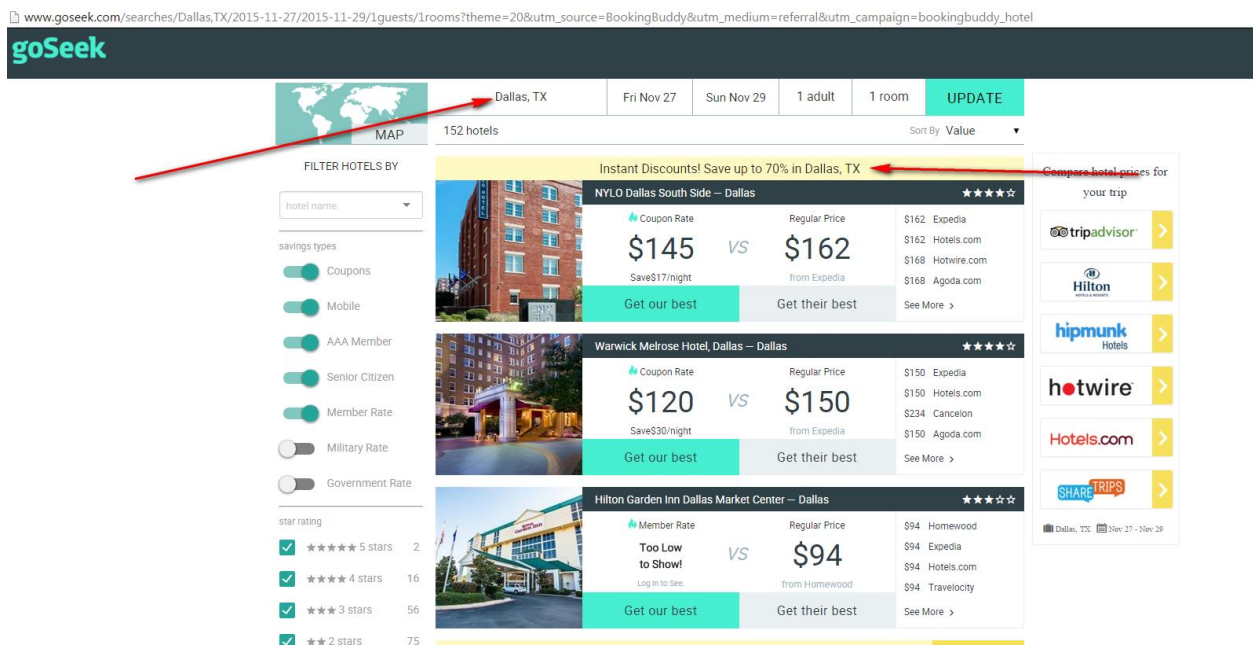 www.goseek.com/searches/Dallas,TX/2015-11-27/2015-11-29/1guests/1rooms?theme=20&utm_source=BookingBuddy&utm_medium=referral&utm_campaign=bookingbuddy_hotel
goSeek
MAP
Dallas, TX
Fri Nov 27
Sun Nov 29
1 adult
1 room
UPDATE
152 hotels
Sort By Value
FILTER HOTELS BY
hotel name
savings types
Coupons
Mobile
AAA Member
Senior Citizen
Member Rate
Military Rate
Government Rate
star rating
5 stars 2
4 stars 16
3 stars 56
2 stars 75
Instant Discounts! Save up to 70% in Dallas, TX
NYLO Dallas South Side – Dallas
Coupon Rate
$145
Save$17/night
VS
Regular Price
$162
from Expedia
Get our best
Get their best
$162 Expedia
$162 Hotels.com
$168 Hotwire.com
$168 Agoda.com
See More
Warwick Melrose Hotel, Dallas – Dallas
Coupon Rate
$120
Save$30/night
VS
Regular Price
$150
from Expedia
Get our best
Get their best
$150 Expedia
$150 Hotels.com
$234 Cancelon
$150 Agoda.com
See More
Hilton Garden Inn Dallas Market Center – Dallas
Member Rate
Too Low
to Show!
Log In to See.
VS
Regular Price
$94
from Homewood
Get our best
Get their best
$94 Homewood
$94 Expedia
$94 Hotels.com
$94 Travelocity
See More
Compare hotel prices for
your trip
tripadvisor
Hilton
HOTELS & RESORTS
hipmunk
Hotels
hotwire
Hotels.com
SHARETRIPS
Dallas, TX Nov 27 - Nov 29